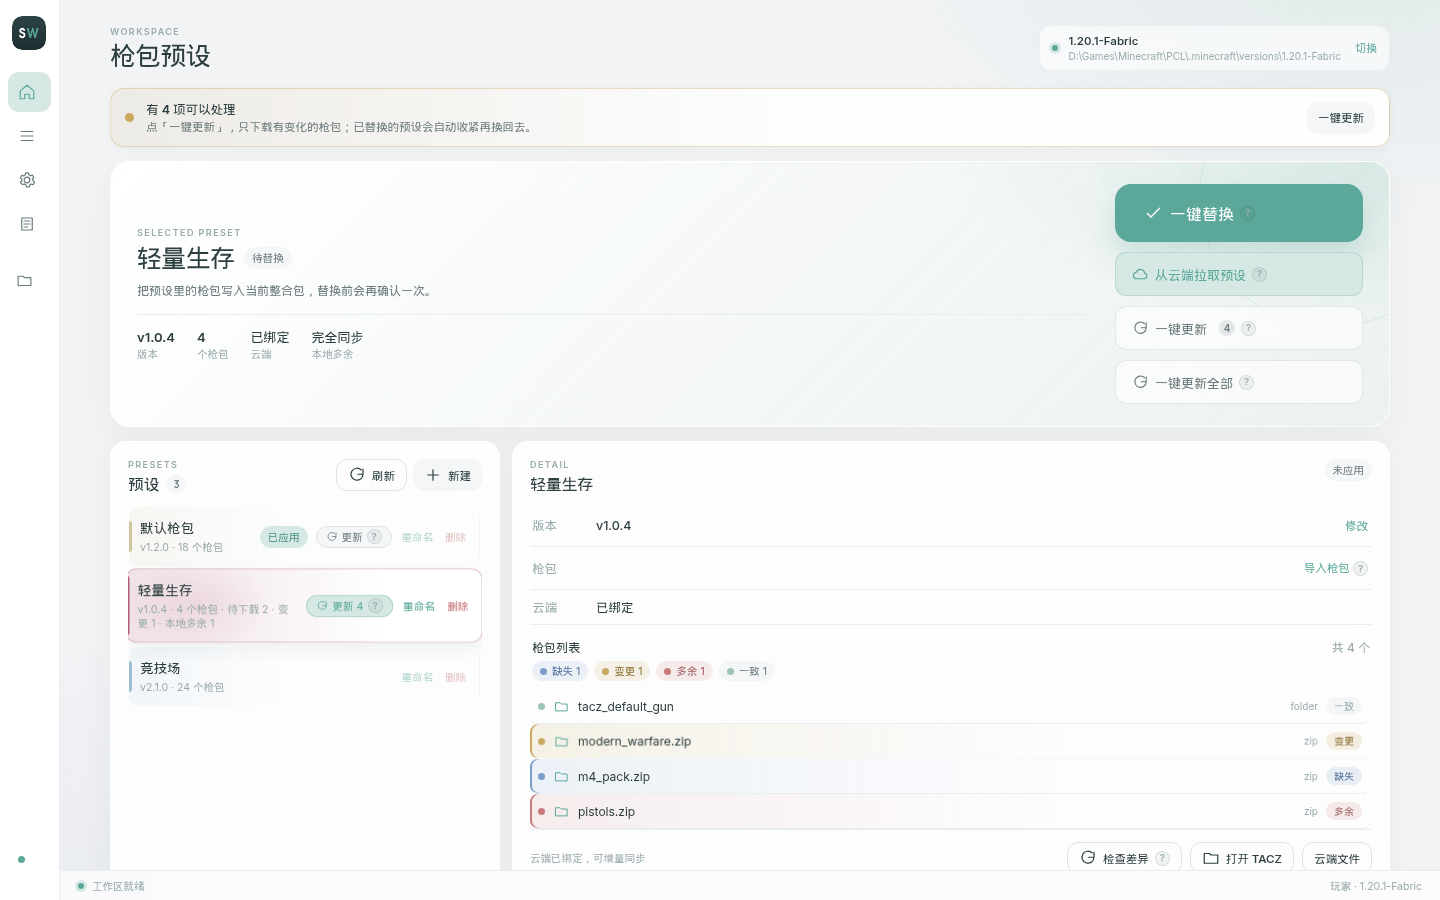 SW
WORKSPACE
枪包预设
1.20.1-Fabric
D:\Games\Minecraft\PCL\.minecraft\versions\1.20.1-Fabric
切换
有 4 项可以处理
点「一键更新」，只下载有变化的枪包；已替换的预设会自动收紧再换回去。
一键更新
SELECTED PRESET
轻量生存 待替换
把预设里的枪包写入当前整合包，替换前会再确认一次。
v1.0.4 4 已绑定 完全同步
版本 个枪包 云端 本地多余
一键替换 ?
从云端拉取预设 ?
一键更新 4 ?
一键更新全部 ?
PRESETS
预设 3
刷新
新建
默认枪包
v1.2.0 · 18 个枪包
已应用 更新 ? 重命名 删除
轻量生存
v1.0.4 · 4 个枪包 · 待下载 2 · 变
更 1 · 本地多余 1
更新 4 ? 重命名 删除
竞技场
v2.1.0 · 24 个枪包
重命名 删除
DETAIL
轻量生存
未应用
版本 v1.0.4 修改
枪包 导入枪包 ?
云端 已绑定
枪包列表 共 4 个
缺失 1 变更 1 多余 1 一致 1
tacz_default_gun folder 一致
modern_warfare.zip zip 变更
m4_pack.zip zip 缺失
pistols.zip zip 多余
云端已绑定，可增量同步
检查差异 ? 打开 TACZ 云端文件
工作区就绪
玩家 · 1.20.1-Fabric